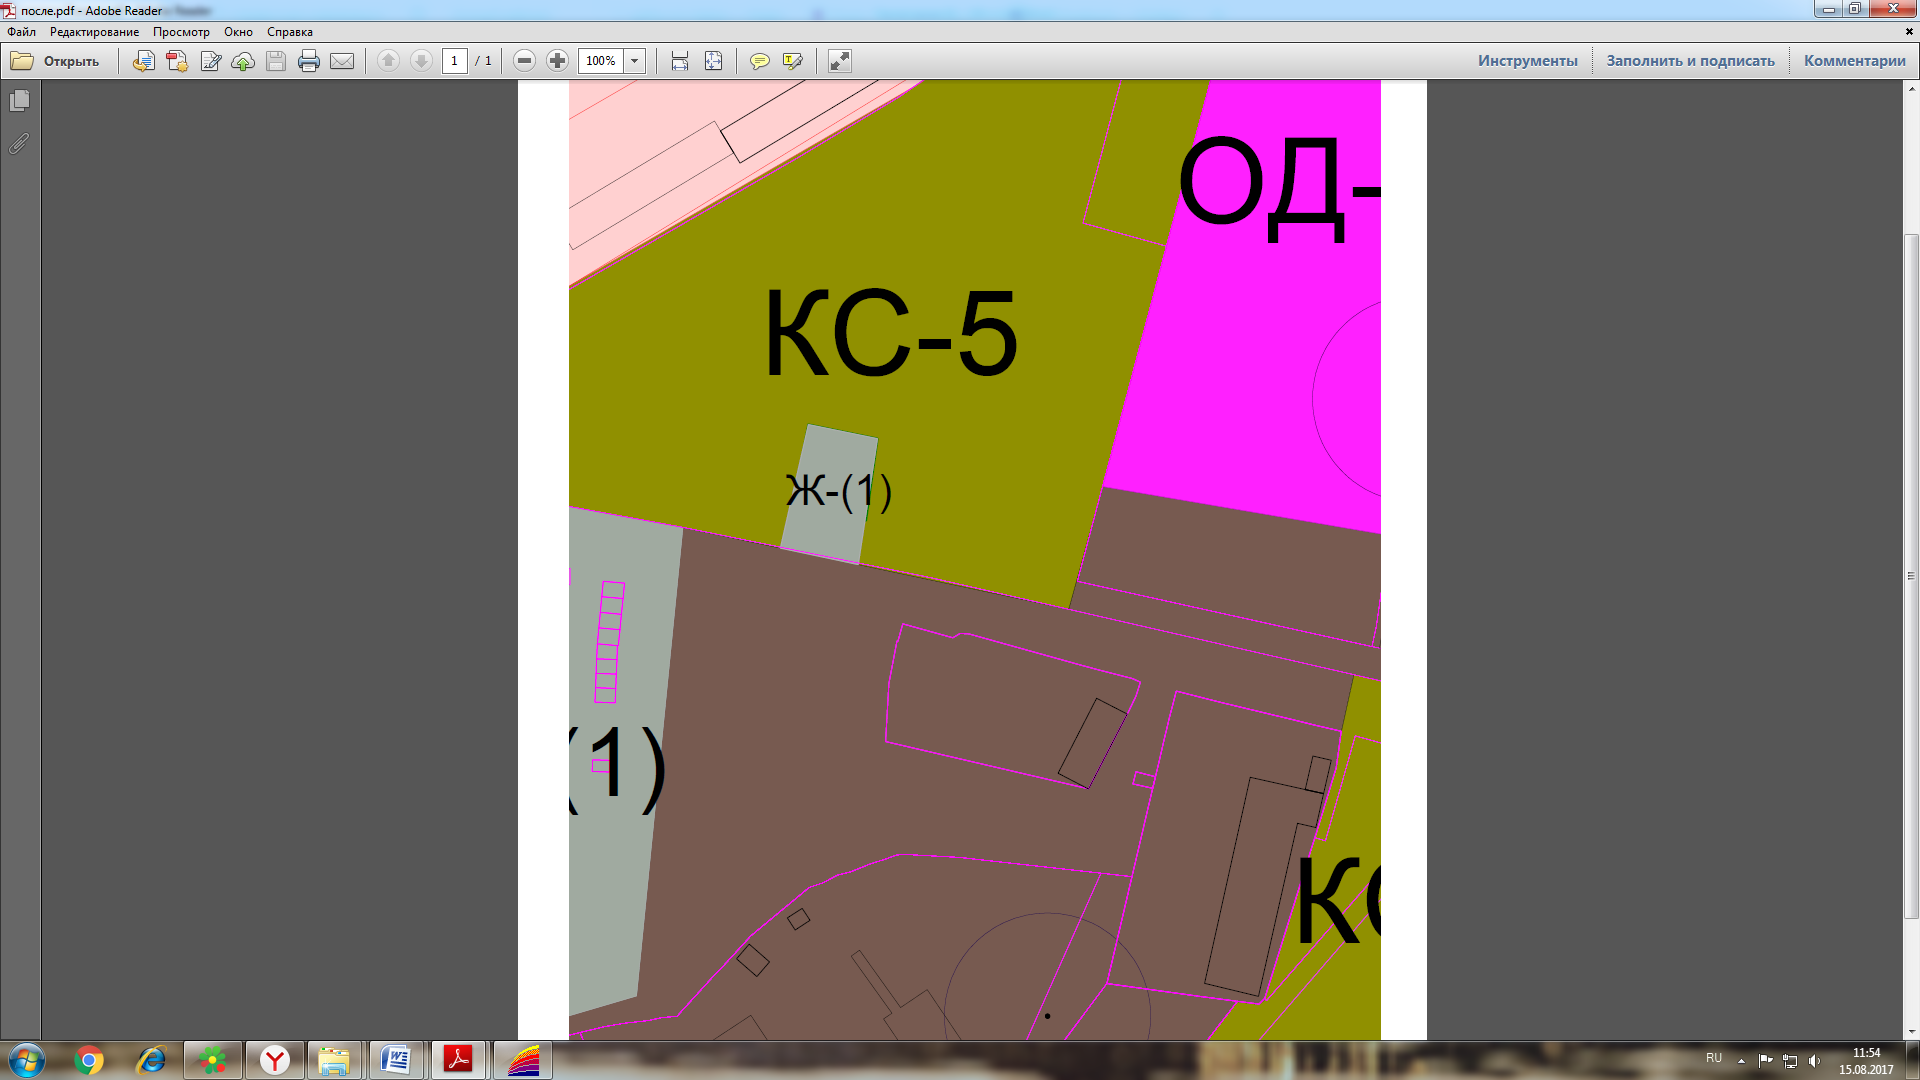 после.pdf - Adobe Reader
Файл Редактирование Просмотр Окно Справка
Открыть 1 / 1 100% Инструменты Заполнить и подписать Комментарии
ОД-
КС-5
Ж-(1)
(1)
КС
RU 11:54
15.08.2017